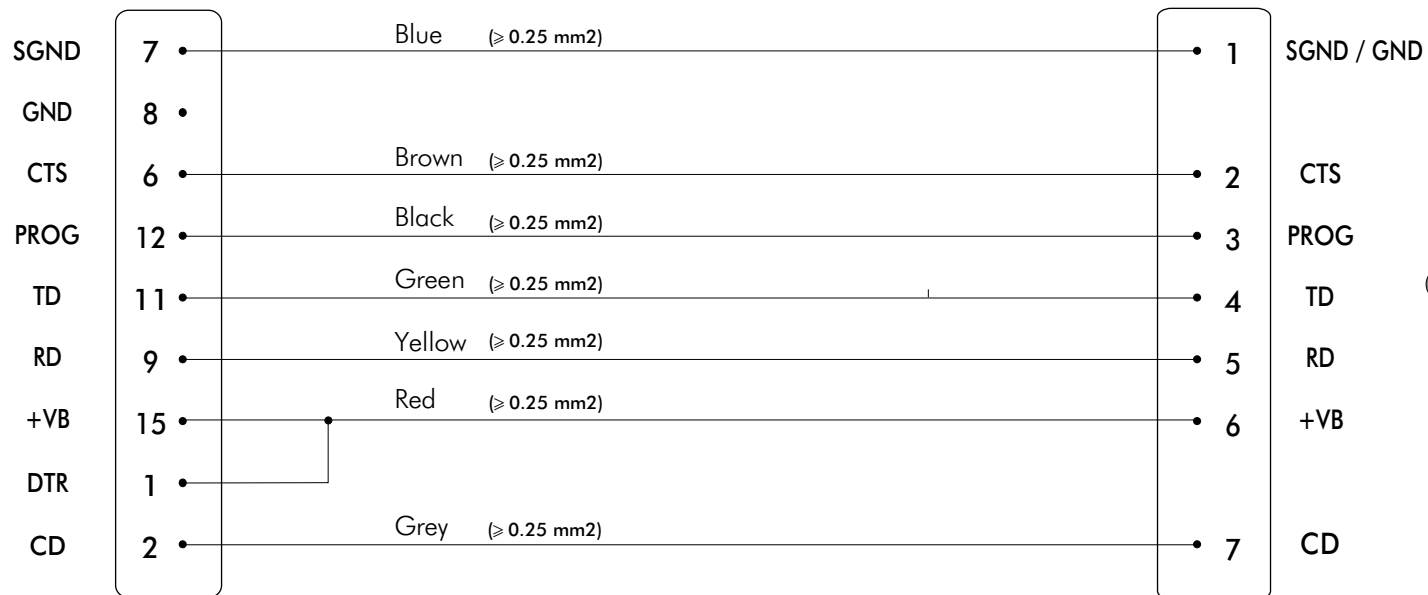 SGND 7 Blue (⩾ 0.25 mm2) 1 SGND / GND
GND 8
CTS 6 Brown (⩾ 0.25 mm2) 2 CTS
PROG 12 Black (⩾ 0.25 mm2) 3 PROG
TD 11 Green (⩾ 0.25 mm2) 4 TD (
RD 9 Yellow (⩾ 0.25 mm2) 5 RD
+VB 15 Red (⩾ 0.25 mm2) 6 +VB
DTR 1
CD 2 Grey (⩾ 0.25 mm2) 7 CD